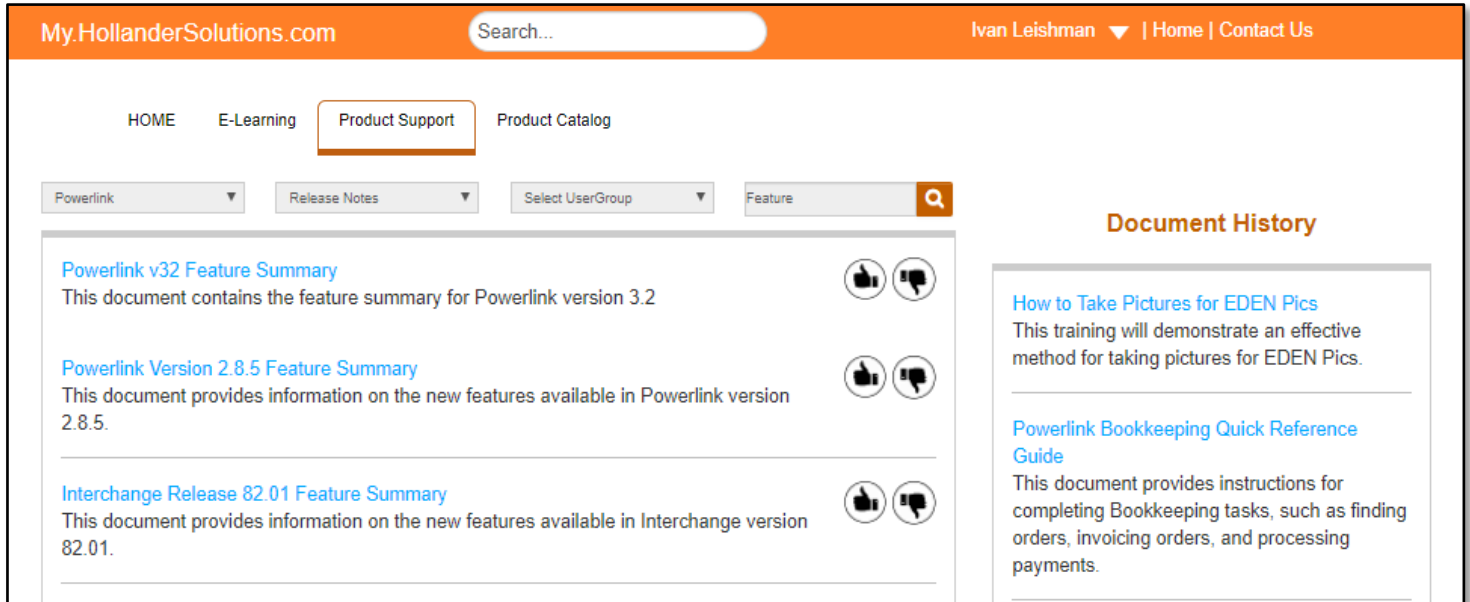 My.HollanderSolutions.com
Search...
Ivan Leishman | Home | Contact Us
HOME E-Learning Product Support Product Catalog
Powerlink Release Notes Select UserGroup Feature
Powerlink v32 Feature Summary
This document contains the feature summary for Powerlink version 3.2
Powerlink Version 2.8.5 Feature Summary
This document provides information on the new features available in Powerlink version
2.8.5.
Interchange Release 82.01 Feature Summary
This document provides information on the new features available in Interchange version
82.01.
Document History
How to Take Pictures for EDEN Pics
This training will demonstrate an effective
method for taking pictures for EDEN Pics.
Powerlink Bookkeeping Quick Reference
Guide
This document provides instructions for
completing Bookkeeping tasks, such as finding
orders, invoicing orders, and processing
payments.